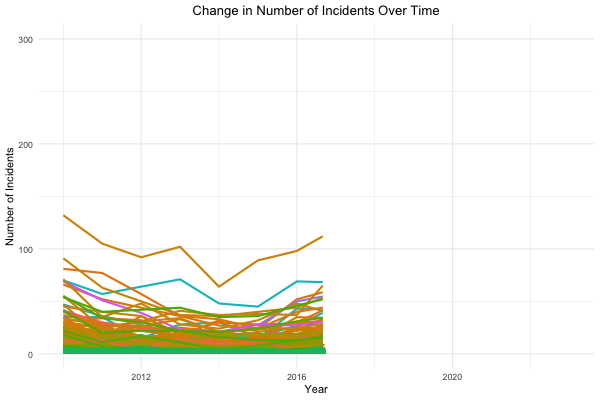 Change in Number of Incidents Over Time
300
200
100
0
Number of Incidents
2012
2016
2020
Year